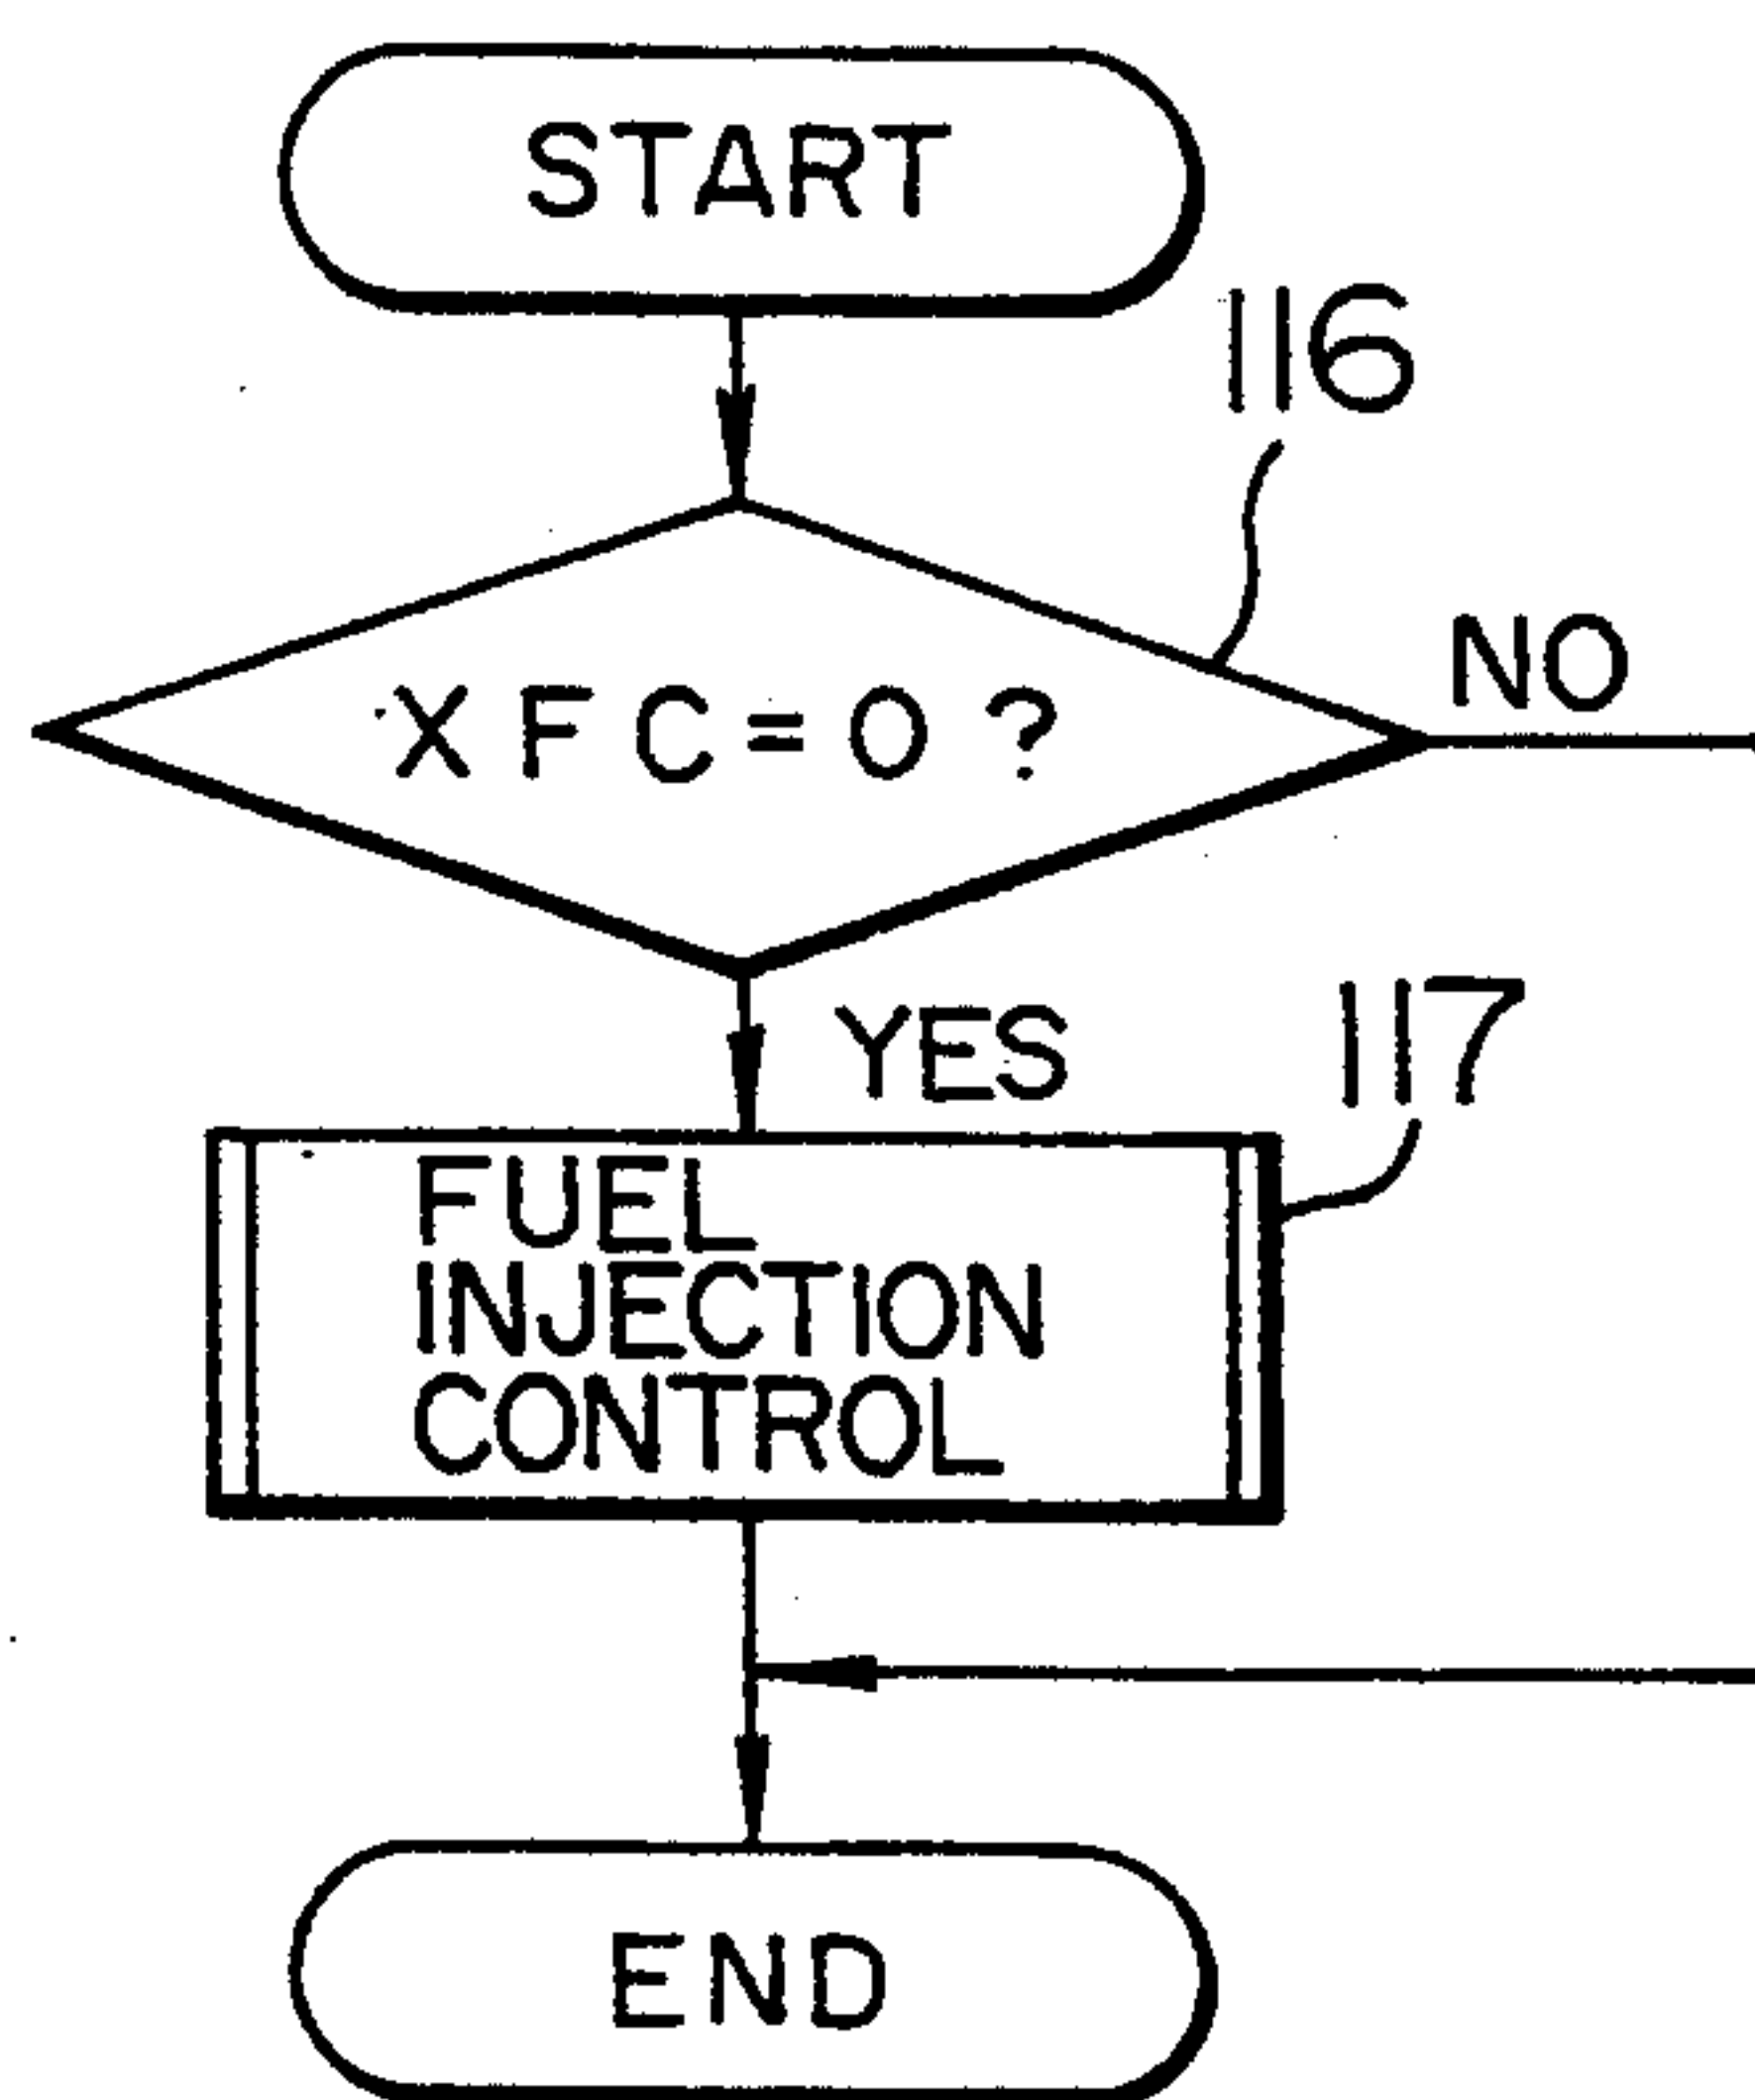 START
116
XFC=0?
NO
YES
117
FUEL
INJECTION
CONTROL
END